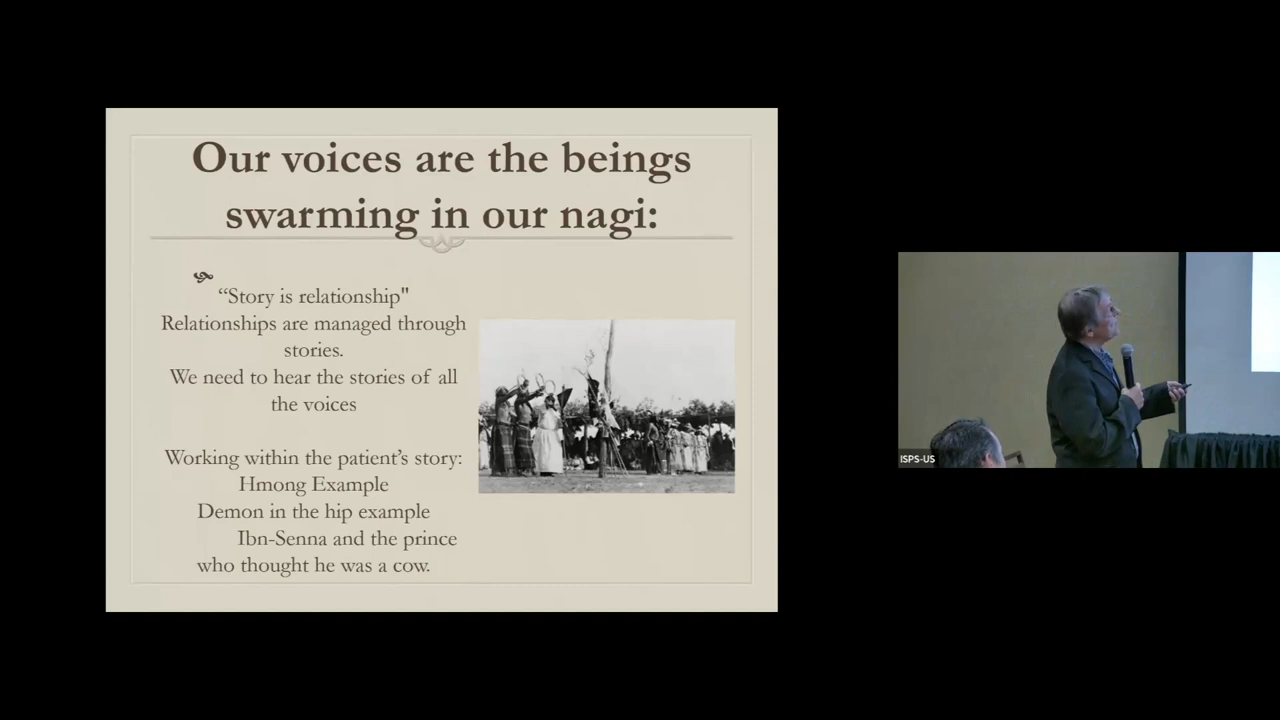 Our voices are the beings
swarming in our nagi:
“Story is relationship"
Relationships are managed through
stories.
We need to hear the stories of all
the voices
Working within the patient’s story:
Hmong Example
Demon in the hip example
Ibn-Senna and the prince
who thought he was a cow.
ISPS-US